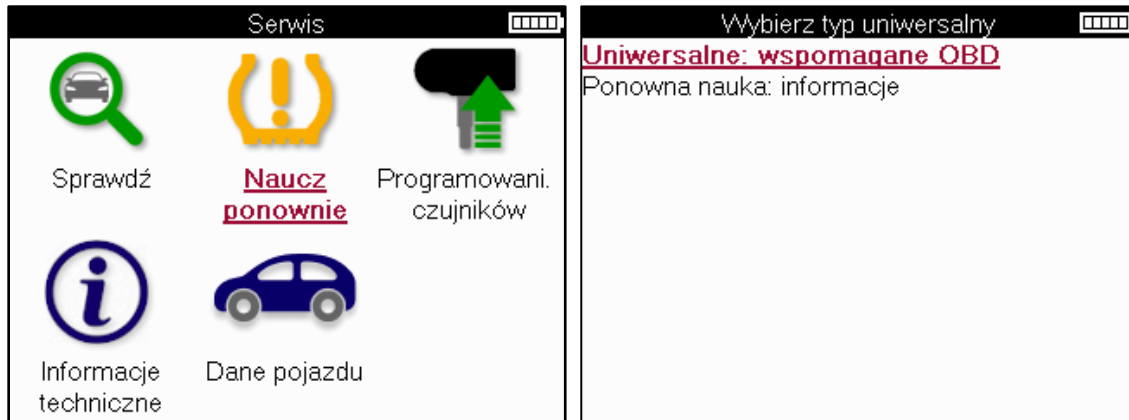 Serwis
Sprawdź
Naucz
ponownie
Programowani.
czujników
Informacje
techniczne
Dane pojazdu
Wybierz typ uniwersalny
Uniwersalne: wspomagane OBD
Ponowna nauka: informacje